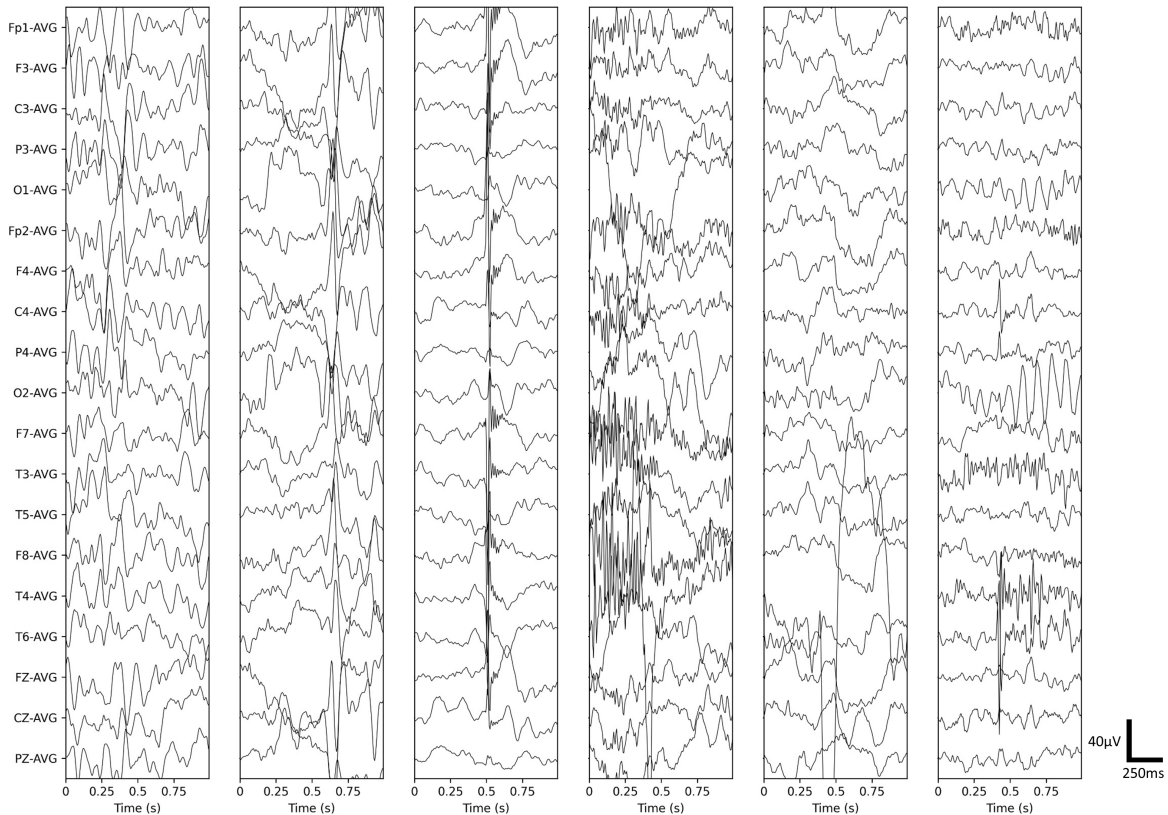 Fp1-AVG
F3-AVG
C3-AVG
P3-AVG
O1-AVG
Fp2-AVG
F4-AVG
C4-AVG
P4-AVG
O2-AVG
F7-AVG
T3-AVG
T5-AVG
F8-AVG
T4-AVG
T6-AVG
FZ-AVG
CZ-AVG
PZ-AVG
40μV
250ms
0 0.25 0.5 0.75 0 0.25 0.5 0.75 0 0.25 0.5 0.75 0 0.25 0.5 0.75 0 0.25 0.5 0.75 0 0.25 0.5 0.75
Time (s) Time (s) Time (s) Time (s) Time (s) Time (s)